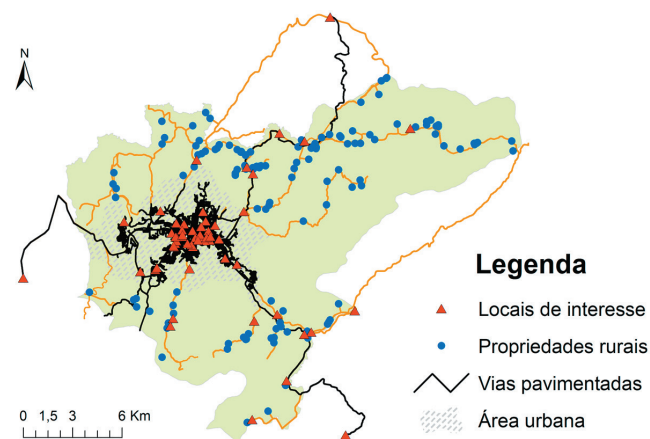 N
Legenda
Locais de interesse
Propriedades rurais
Vias pavimentadas
Área urbana
0 1,5 3 6 Km